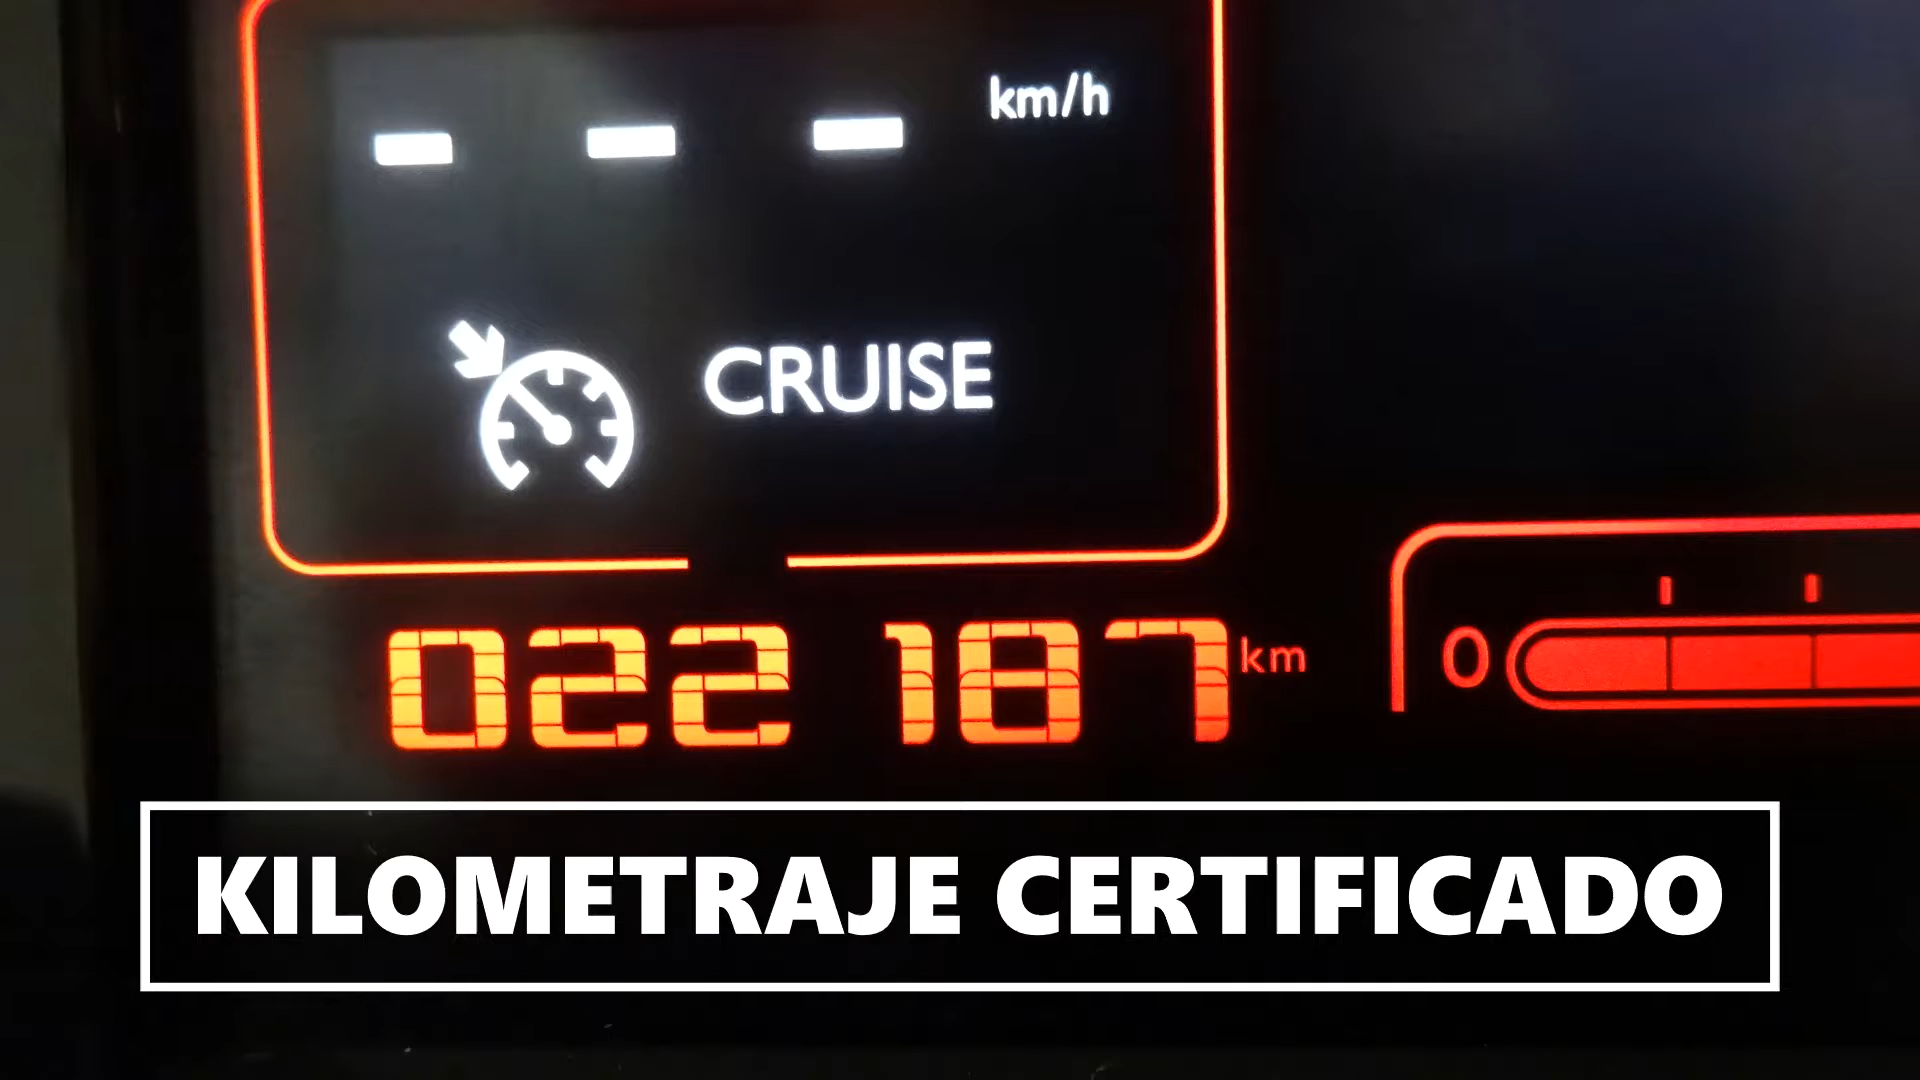 - - - km/h
CRUISE
022 187 km
0
KILOMETRAJE CERTIFICADO